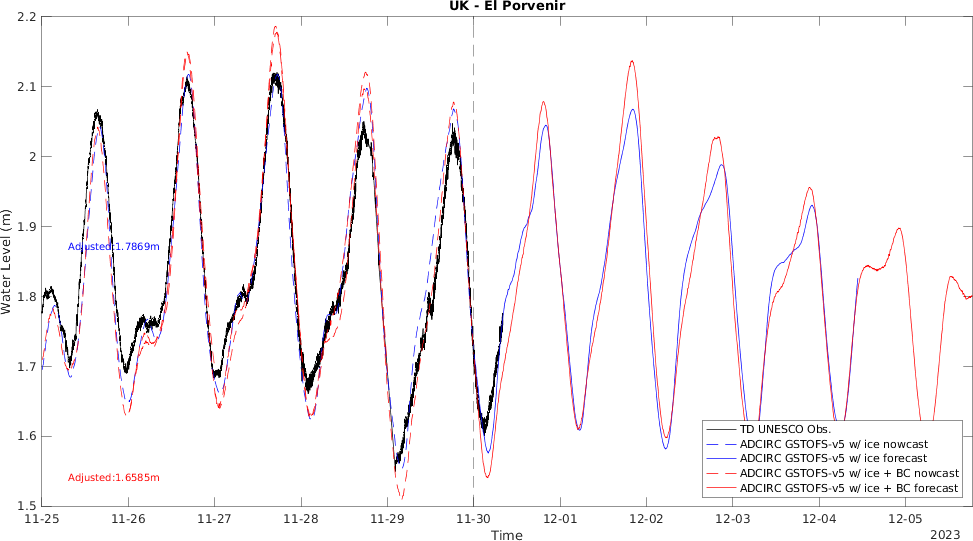 UK - El Porvenir
2.2
2.1
2
1.9
1.8
1.7
1.6
1.5
Water Level (m)
Adjusted:1.7869m
Adjusted:1.6585m
TD UNESCO Obs.
ADCIRC GSTOFS-v5 w/ ice nowcast
ADCIRC GSTOFS-v5 w/ ice forecast
ADCIRC GSTOFS-v5 w/ ice + BC nowcast
ADCIRC GSTOFS-v5 w/ ice + BC forecast
11-25 11-26 11-27 11-28 11-29 11-30 12-01 12-02 12-03 12-04 12-05
Time
2023